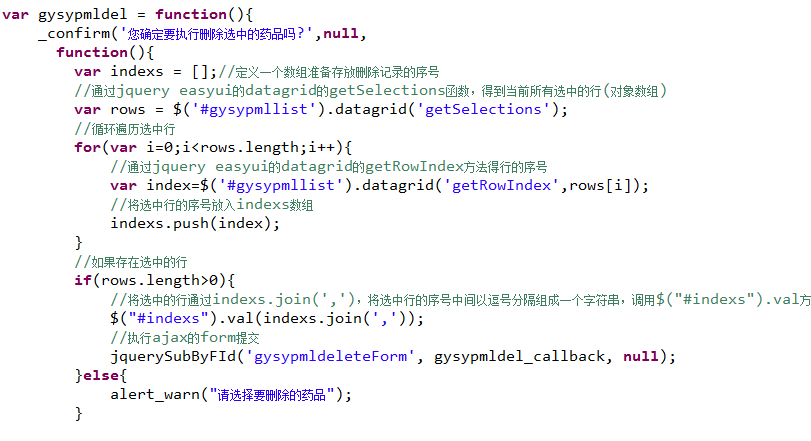 var gysypmldel = function(){
_confirm('您确定要执行删除选中的药品吗?',null,
function(){
var indexs = [];//定义一个数组准备存放删除记录的序号
//通过jquery easyui的datagrid的getSelections函数，得到当前所有选中的行(对象数组)
var rows = $('#gysypmllist').datagrid('getSelections');
//循环遍历选中行
for(var i=0;i<rows.length;i++){
//通过jquery easyui的datagrid的getRowIndex方法得行的序号
var index=$('#gysypmllist').datagrid('getRowIndex',rows[i]);
//将选中行的序号放入indexs数组
indexs.push(index);
}
//如果存在选中的行
if(rows.length>0){
//将选中的行通过indexs.join(',')，将选中行的序号中间以逗号分隔组成一个字符串，调用$("#indexs").val方
$("#indexs").val(indexs.join(','));
//执行ajax的form提交
jquerySubByFId('gysypmldeleteForm', gysypmldel_callback, null);
}else{
alert_warn("请选择要删除的药品");
}